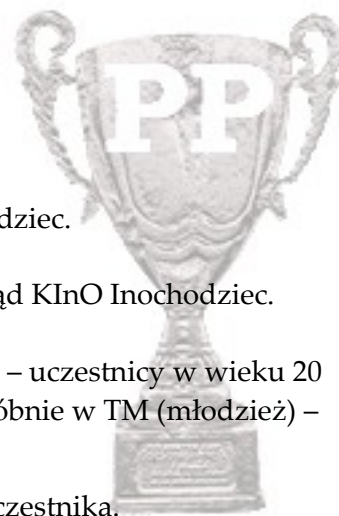 PP
dziec.
ąd KInO Inochodziec.
– uczestnicy w wieku 20
óbnie w TM (młodzież) –
czestnika.